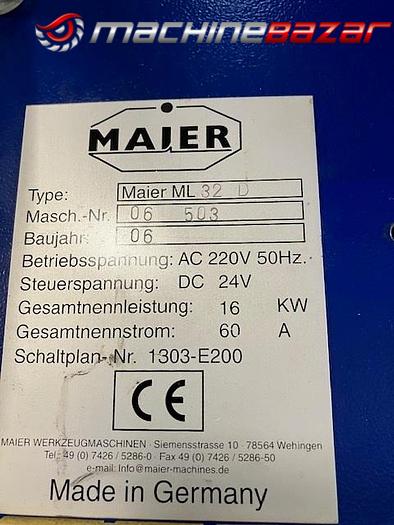 machinebazar
MAIER
Type: Maier ML 32 D
Masch.-Nr. 06 503
Baujahr: 06
Betriebsspannung: AC 220V 50Hz.
Steuerspannung: DC 24V
Gesamtnennleistung: 16 KW
Gesamtnennstrom: 60 A
Schaltplan-Nr. 1303-E200
CE
MAIER WERKZEUGMASCHINEN · Siemensstrasse 10 · 78564 Wehingen
Tel. 49 (0) 7426 / 5286-0 · Fax 49 (0) 7426 / 5286-50
e-mail: Info@maier-machines.de
Made in Germany